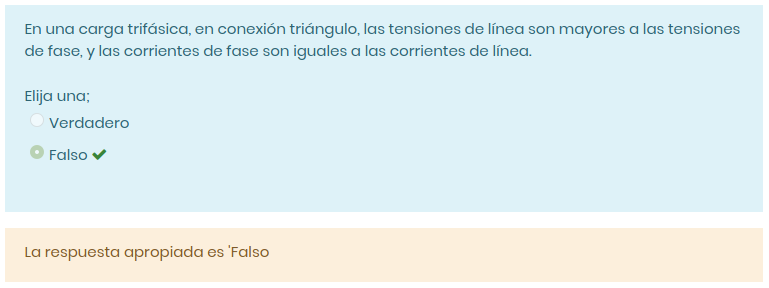 En una carga trifásica, en conexión triángulo, las tensiones de línea son mayores a las tensiones
de fase, y las corrientes de fase son iguales a las corrientes de línea.
Elija una;
Verdadero
Falso
La respuesta apropiada es 'Falso